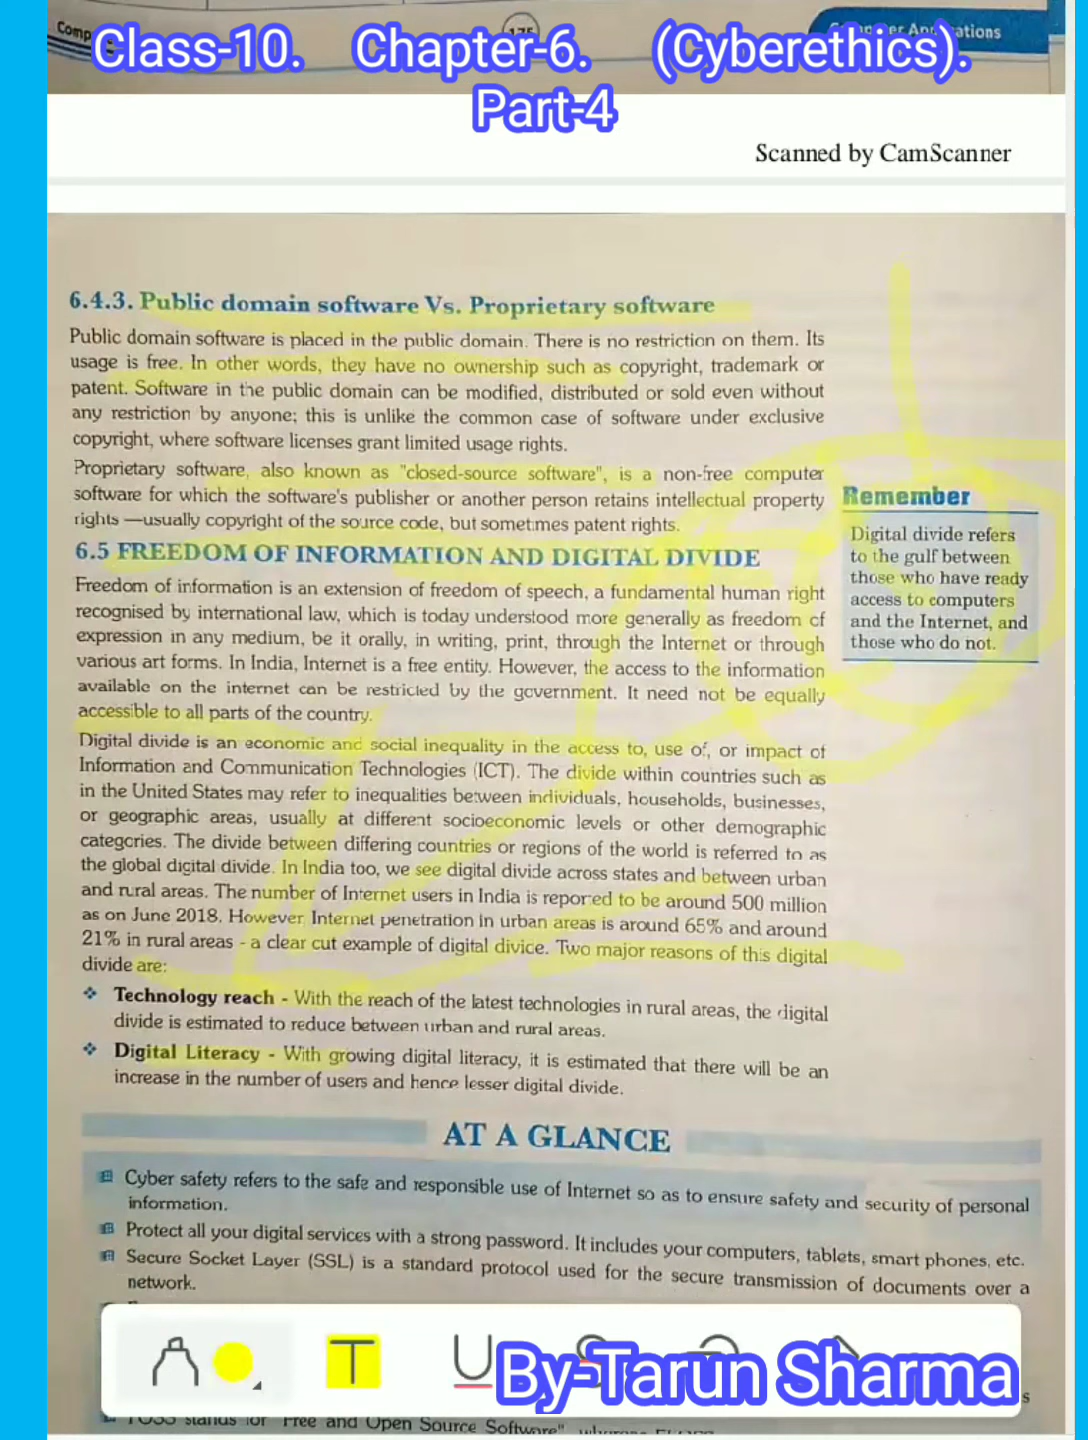 Comp
175
Computer Applications
Class-10. Chapter-6. (Cyberethics).
Part-4
Scanned by CamScanner
6.4.3. Public domain software Vs. Proprietary software
Public domain software is placed in the public domain. There is no restriction on them. Its
usage is free. In other words, they have no ownership such as copyright, trademark or
patent. Software in the public domain can be modified, distributed or sold even without
any restriction by anyone; this is unlike the common case of software under exclusive
copyright, where software licenses grant limited usage rights.
Proprietary software, also known as "closed-source software", is a non-free computer
software for which the software's publisher or another person retains intellectual property
rights —usually copyright of the source code, but sometimes patent rights.
Remember
Digital divide refers
to the gulf between
those who have ready
access to computers
and the Internet, and
those who do not.
6.5 FREEDOM OF INFORMATION AND DIGITAL DIVIDE
Freedom of information is an extension of freedom of speech, a fundamental human right
recognised by international law, which is today understood more generally as freedom of
expression in any medium, be it orally, in writing, print, through the Internet or through
various art forms. In India, Internet is a free entity. However, the access to the information
available on the internet can be restricted by the government. It need not be equally
accessible to all parts of the country.
Digital divide is an economic and social inequality in the access to, use of, or impact of
Information and Communication Technologies (ICT). The divide within countries such as
in the United States may refer to inequalities between individuals, households, businesses,
or geographic areas, usually at different socioeconomic levels or other demographic
categories. The divide between differing countries or regions of the world is referred to as
the global digital divide. In India too, we see digital divide across states and between urban
and rural areas. The number of Internet users in India is reported to be around 500 million
as on June 2018. However, Internet penetration in urban areas is around 65% and around
21% in rural areas - a clear cut example of digital divide. Two major reasons of this digital
divide are:
❖ Technology reach - With the reach of the latest technologies in rural areas, the digital
divide is estimated to reduce between urban and rural areas.
❖ Digital Literacy - With growing digital literacy, it is estimated that there will be an
increase in the number of users and hence lesser digital divide.
AT A GLANCE
Cyber safety refers to the safe and responsible use of Internet so as to ensure safety and security of personal
information.
Protect all your digital services with a strong password. It includes your computers, tablets, smart phones, etc.
Secure Socket Layer (SSL) is a standard protocol used for the secure transmission of documents over a
network.
T
U
By-Tarun Sharma
s
FOSS stands for "Free and Open Source Software"